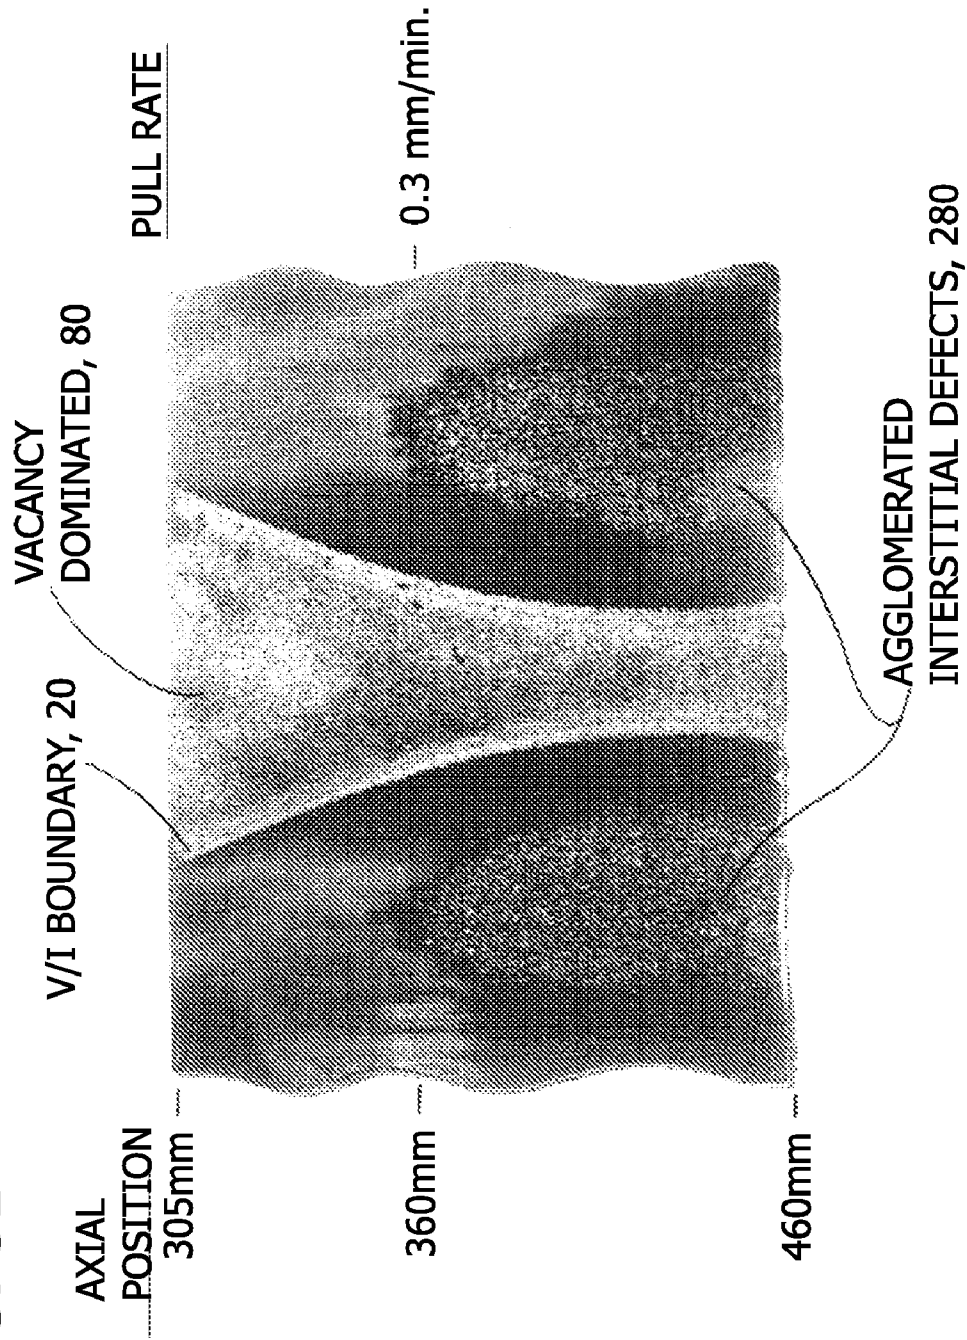 AXIAL
POSITION
305mm
360mm
460mm
V/I BOUNDARY, 20
VACANCY
DOMINATED, 80
PULL RATE
0.3 mm/min.
AGGLOMERATED
INTERSTITIAL DEFECTS, 280